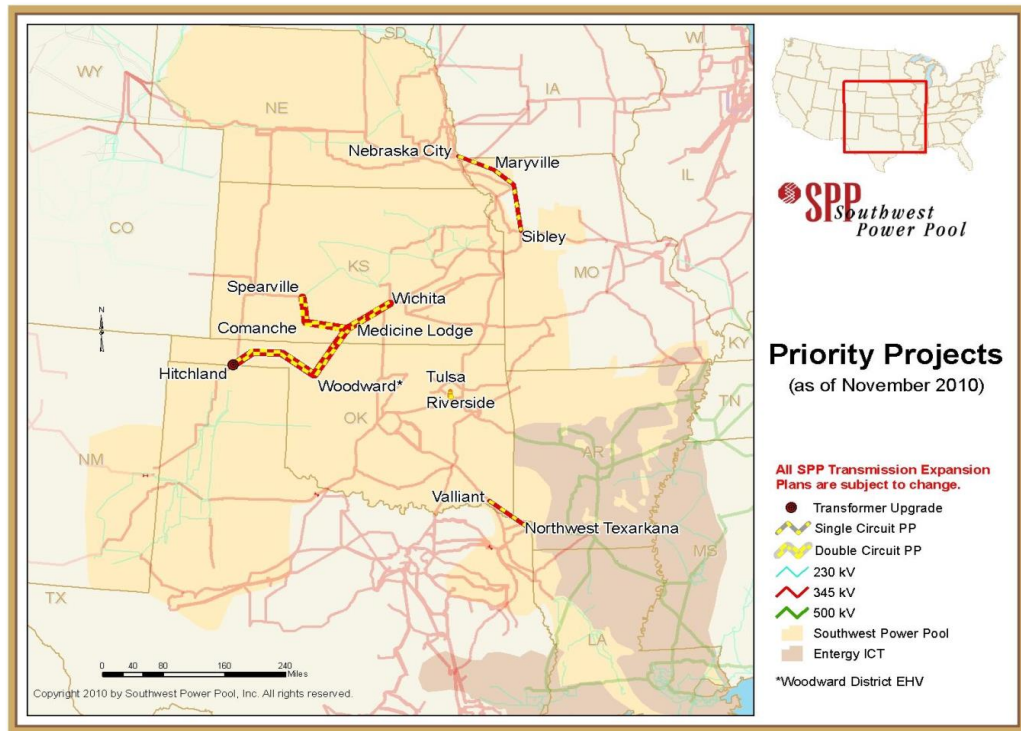 SD
WY
WI
NE
IA
Nebraska City
Maryville
IL
CO
Sibley
KS
MO
Spearville
Wichita
Comanche
Medicine Lodge
N
KY
Hitchland
Woodward*
Tulsa
Riverside
TN
OK
AR
NM
Valliant
Northwest Texarkana
MS
TX
LA
0 40 80 160 240
Miles
Copyright 2010 by Southwest Power Pool, Inc. All rights reserved.
SPP
Southwest
Power Pool
Priority Projects
(as of November 2010)
All SPP Transmission Expansion
Plans are subject to change.
Transformer Upgrade
Single Circuit PP
Double Circuit PP
230 kV
345 kV
500 kV
Southwest Power Pool
Entergy ICT
*Woodward District EHV